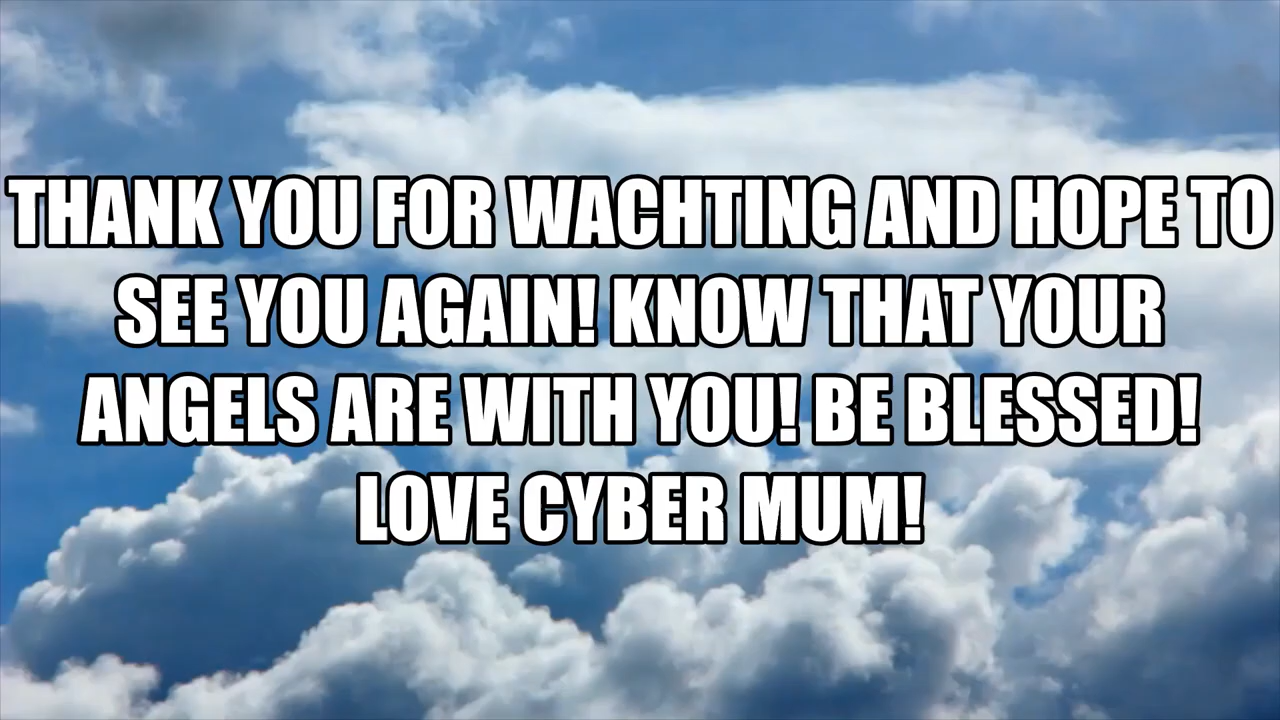 THANK YOU FOR WACHTING AND HOPE TO
SEE YOU AGAIN! KNOW THAT YOUR
ANGELS ARE WITH YOU! BE BLESSED!
LOVE CYBER MUM!